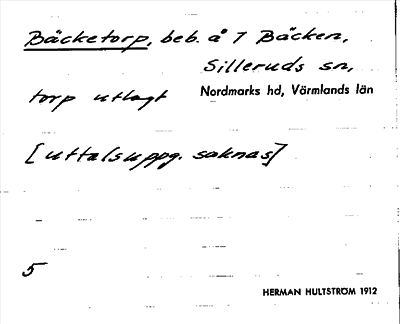 Bäcketorp, beb. å 7 Bäcken,
Silleruds sn,
torp utlagt Nordmarks hd, Värmlands län
[uttalsuppg. saknas]
5
HERMAN HULTSTRÖM 1912